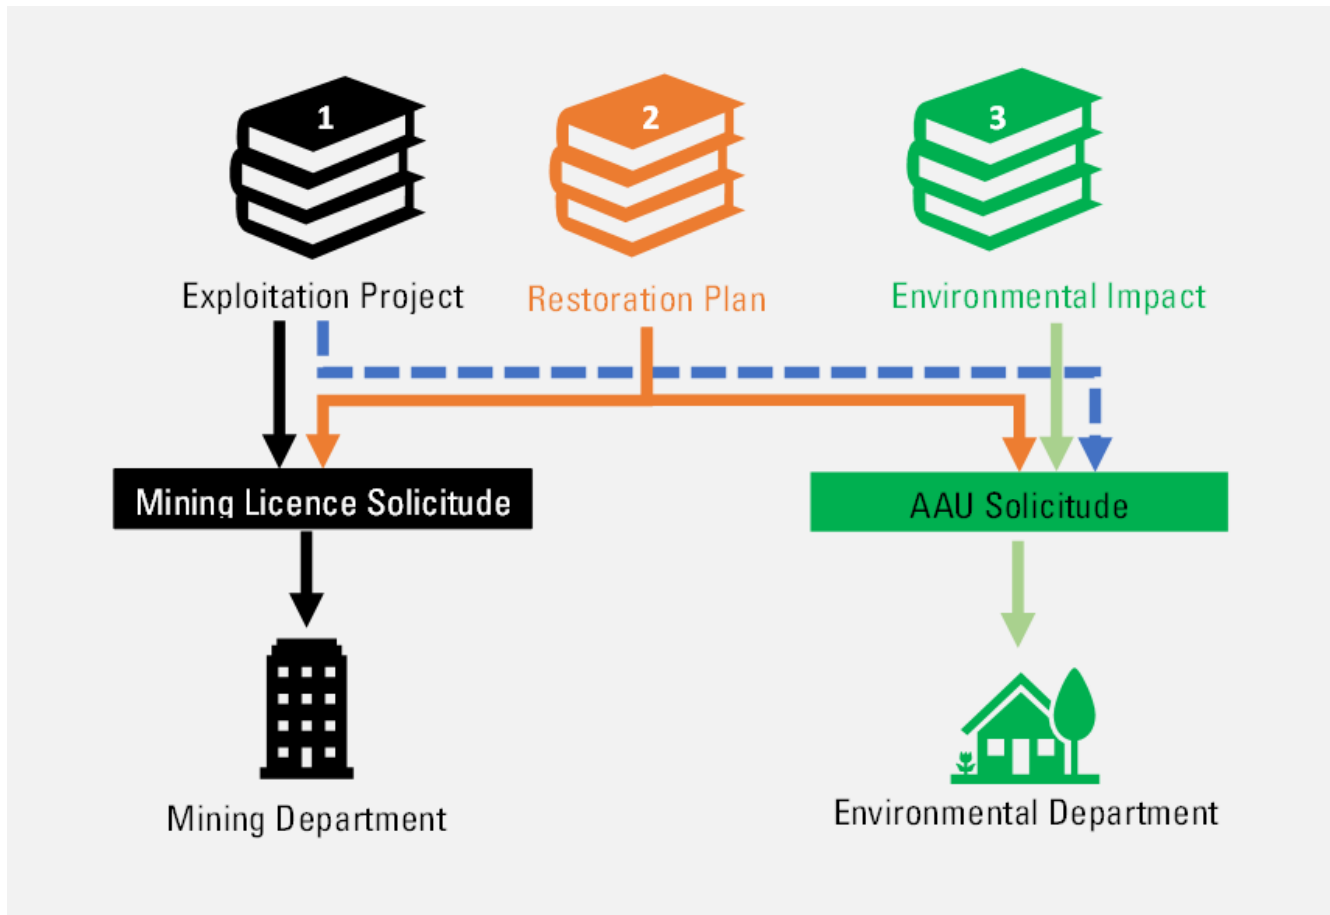 1
2
3
Exploitation Project
Restoration Plan
Environmental Impact
Mining Licence Solicitude
AAU Solicitude
Mining Department
Environmental Department